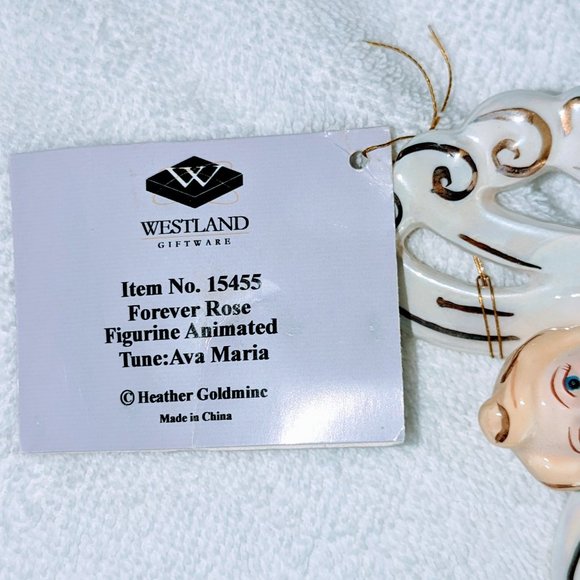 W
WESTLAND
GIFTWARE
Item No. 15455
Forever Rose
Figurine Animated
Tune:Ava Maria
© Heather Goldminc
Made in China